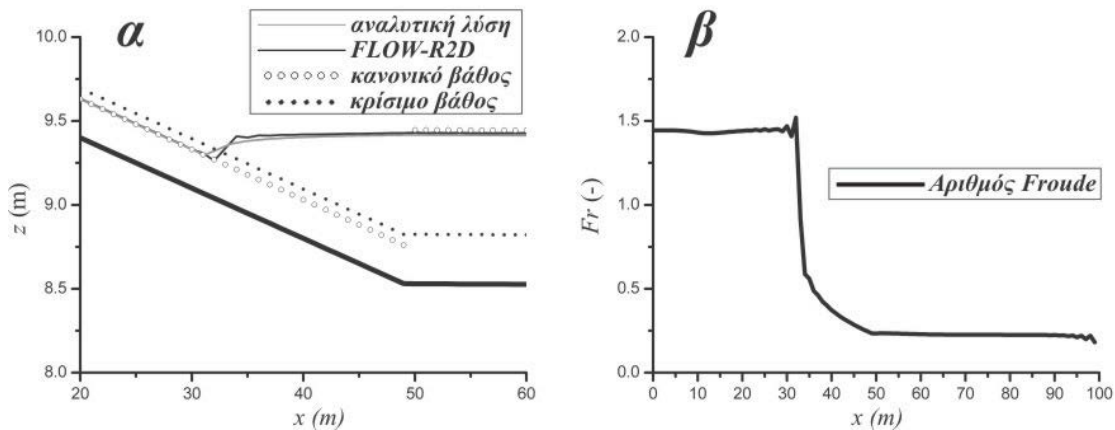 α
αναλυτική λύση
FLOW-R2D
κανονικό βάθος
κρίσιμο βάθος
10.0
9.5
9.0
8.5
8.0
z (m)
20
30
40
50
60
x (m)
β
Αριθμός Froude
2.0
1.5
1.0
0.5
0.0
Fr (-)
0
10
20
30
40
50
60
70
80
90
100
x (m)